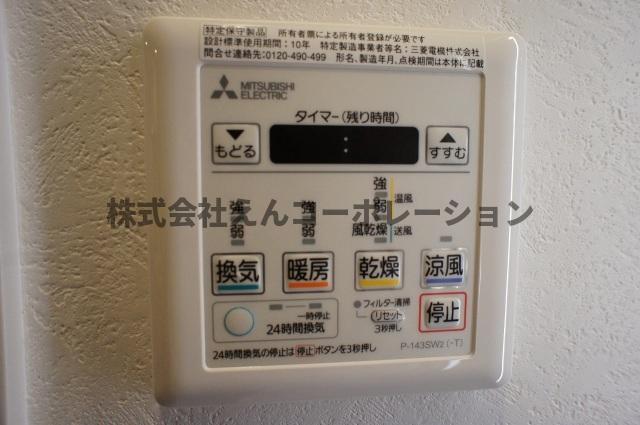 特定保守製品 所有者票による所有者登録が必要です
設計標準使用期間：10年 特定製造事業者等名：三菱電機株式会社
問合せ連絡先：0120-490-499 形名、製造年月、点検期間は本体に記載
MITSUBISHI
ELECTRIC
タイマー(残り時間)
▼ :  ▲
もどる すすむ
強
温風
強 強 弱
株式会社えんコーポレーション
弱 弱 風乾燥 送風
換気 暖房 乾燥 涼風
一時停止
24時間換気
フィルター清掃
リセット
3秒押し
停止
P-143SW2(-T)
24時間換気の停止は停止ボタンを3秒押し